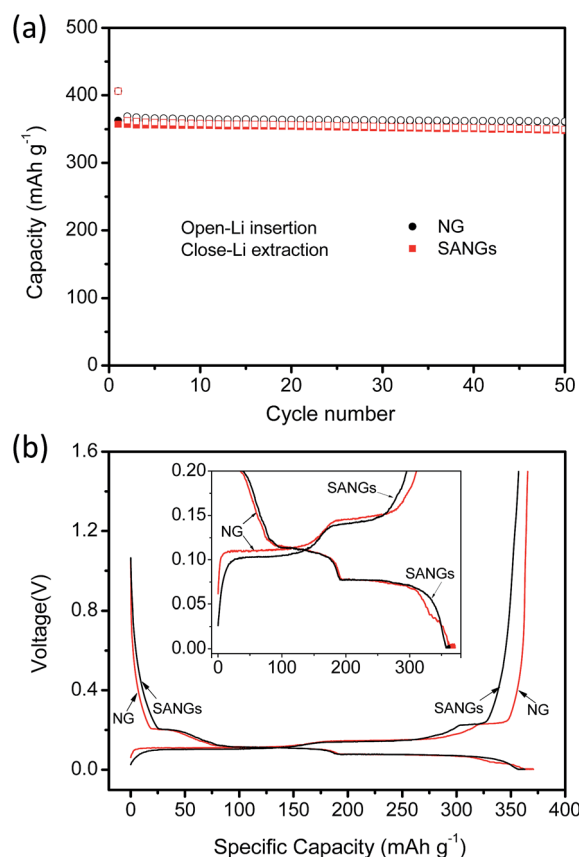 (a)
500
400
300
200
100
0
Capacity (mAh g⁻¹)
Open-Li insertion
Close-Li extraction
NG
SANGs
0 10 20 30 40 50
Cycle number
(b)
1.6
1.2
0.8
0.4
0.0
Voltage(V)
0.20
0.15
0.10
0.05
0.00
SANGs
NG
SANGs
0 100 200 300
SANGs
NG
SANGs
NG
0 50 100 150 200 250 300 350 400
Specific Capacity (mAh g⁻¹)